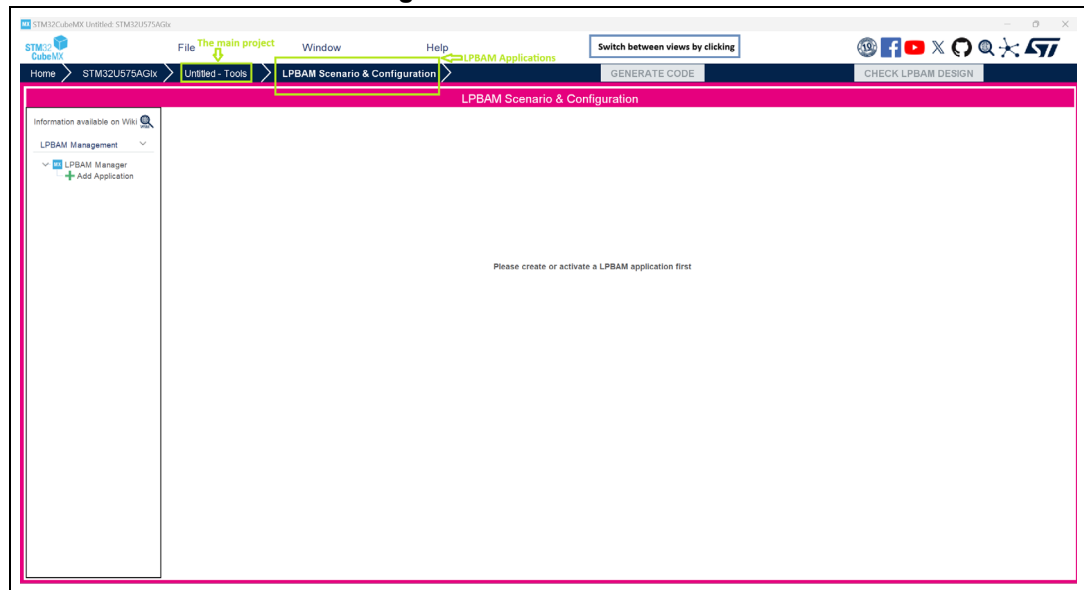 STM32CubeMX Untitled: STM32U575AGIx
STM32
CubeMX
File
The main project
Window
Help
LPBAM Applications
Switch between views by clicking
19
Home
STM32U575AGIx
Untitled - Tools
LPBAM Scenario & Configuration
GENERATE CODE
CHECK LPBAM DESIGN
LPBAM Scenario & Configuration
Information available on Wiki
LPBAM Management
MX LPBAM Manager
Add Application
Please create or activate a LPBAM application first